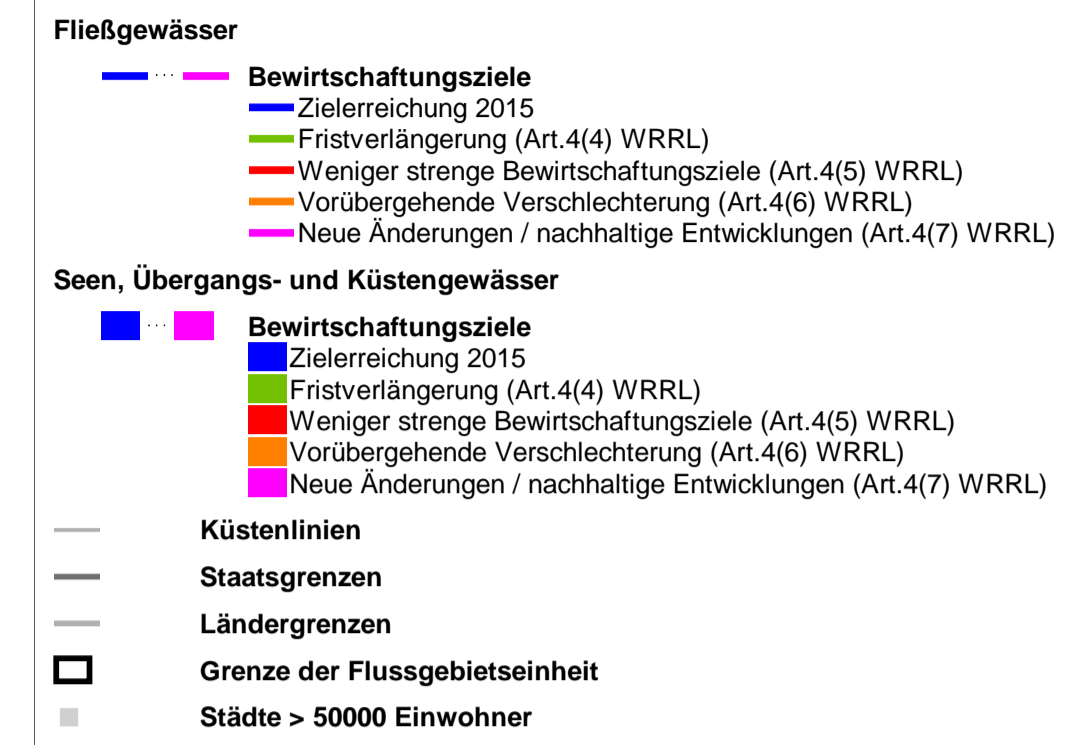 Fließgewässer
Bewirtschaftungsziele
Zielerreichung 2015
Fristverlängerung (Art.4(4) WRRL)
Weniger strenge Bewirtschaftungsziele (Art.4(5) WRRL)
Vorübergehende Verschlechterung (Art.4(6) WRRL)
Neue Änderungen / nachhaltige Entwicklungen (Art.4(7) WRRL)
Seen, Übergangs- und Küstengewässer
Bewirtschaftungsziele
Zielerreichung 2015
Fristverlängerung (Art.4(4) WRRL)
Weniger strenge Bewirtschaftungsziele (Art.4(5) WRRL)
Vorübergehende Verschlechterung (Art.4(6) WRRL)
Neue Änderungen / nachhaltige Entwicklungen (Art.4(7) WRRL)
Küstenlinien
Staatsgrenzen
Ländergrenzen
Grenze der Flussgebietseinheit
Städte > 50000 Einwohner